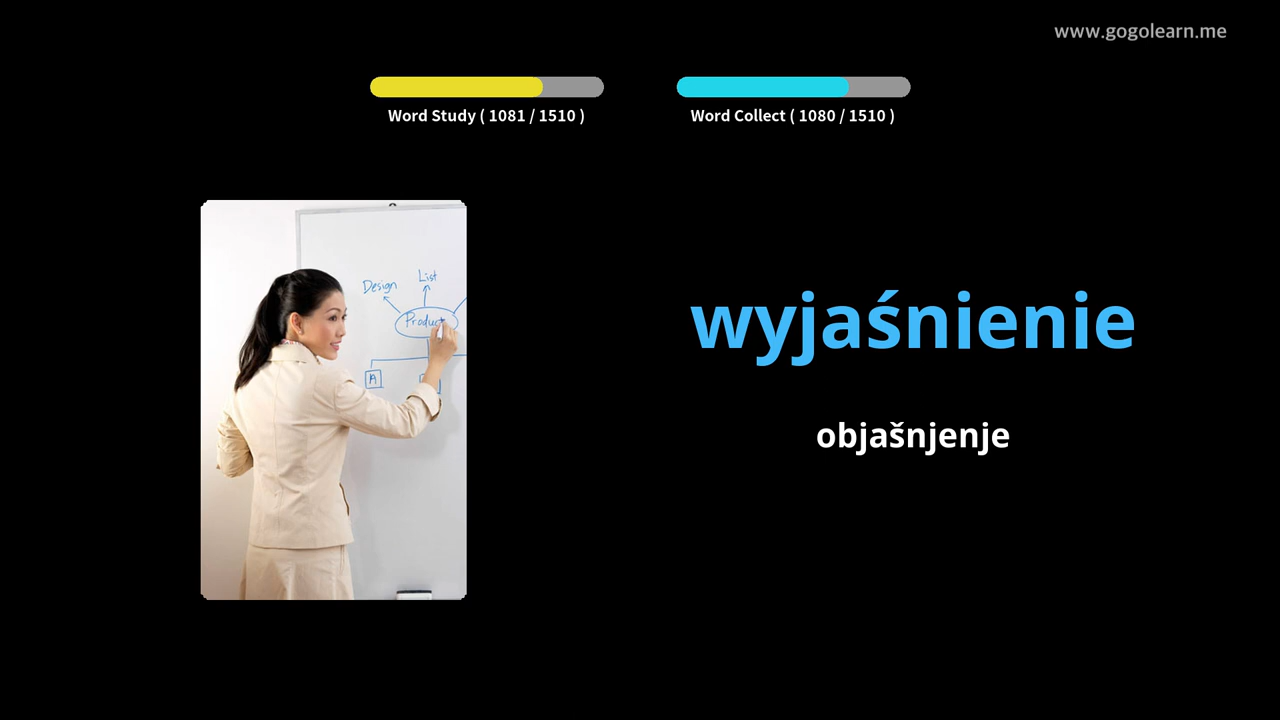 www.gogolearn.me
Word Study ( 1081 / 1510 )
Word Collect ( 1080 / 1510 )
List
Design
Product
A
wyjaśnienie
objašnjenje